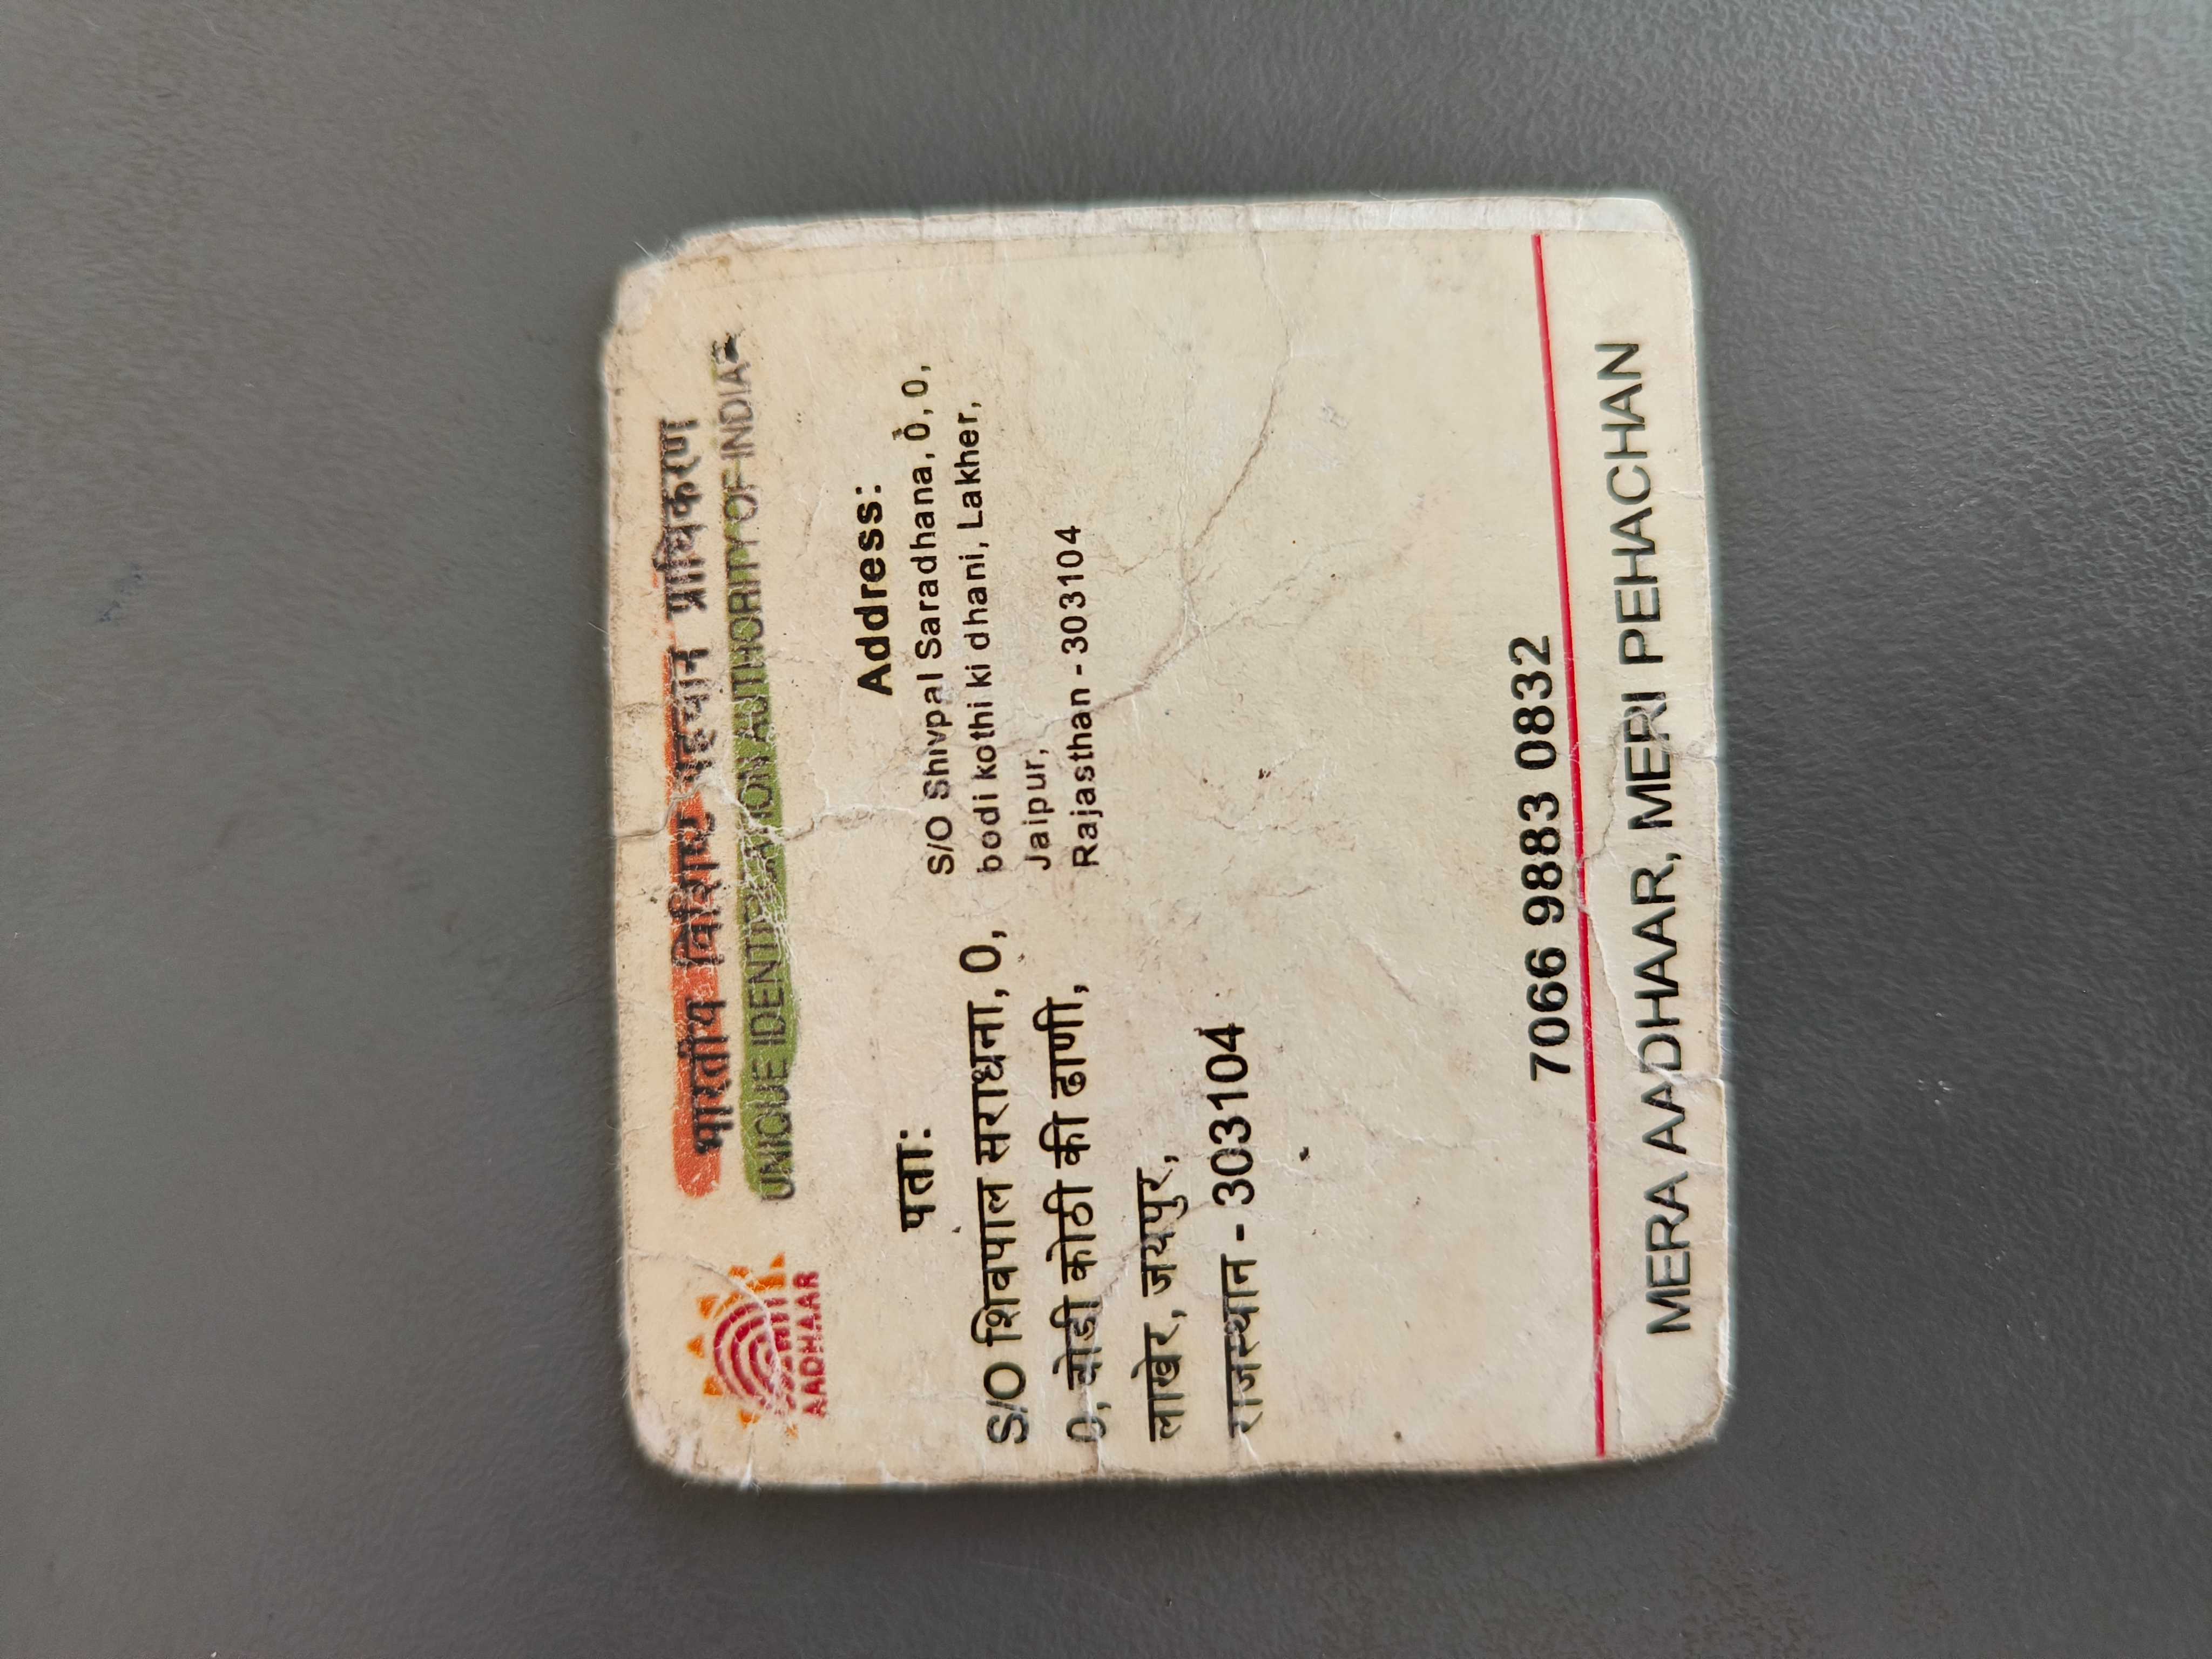 भारतीय विशिष्ट पहचान प्राधिकरण
UNIQUE IDENTIFICATION AUTHORITY OF INDIA
AADHAAR
पता:
S/O शिवपाल सराधना, 0,
0, बोडी कोठी की ढाणी,
लाखेर, जयपुर,
राजस्थान - 303104
Address:
S/O Shivpal Saradhana, 0, 0,
bodi kothi ki dhani, Lakher,
Jaipur,
Rajasthan - 303104
7066 9883 0832
MERA AADHAAR, MERI PEHACHAN